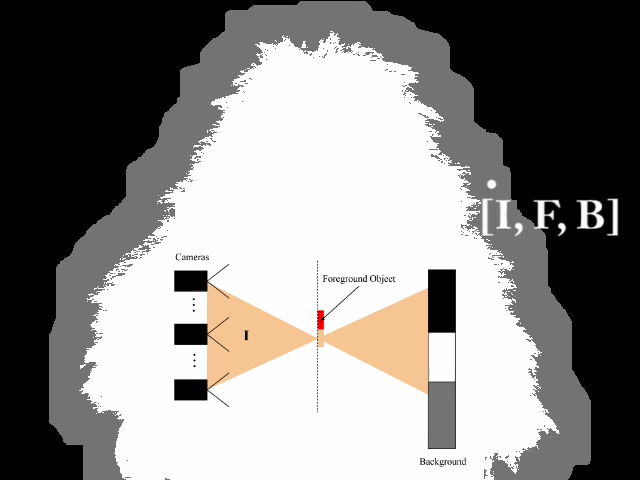 [I, F, B]
Cameras
Foreground Object
I
Background